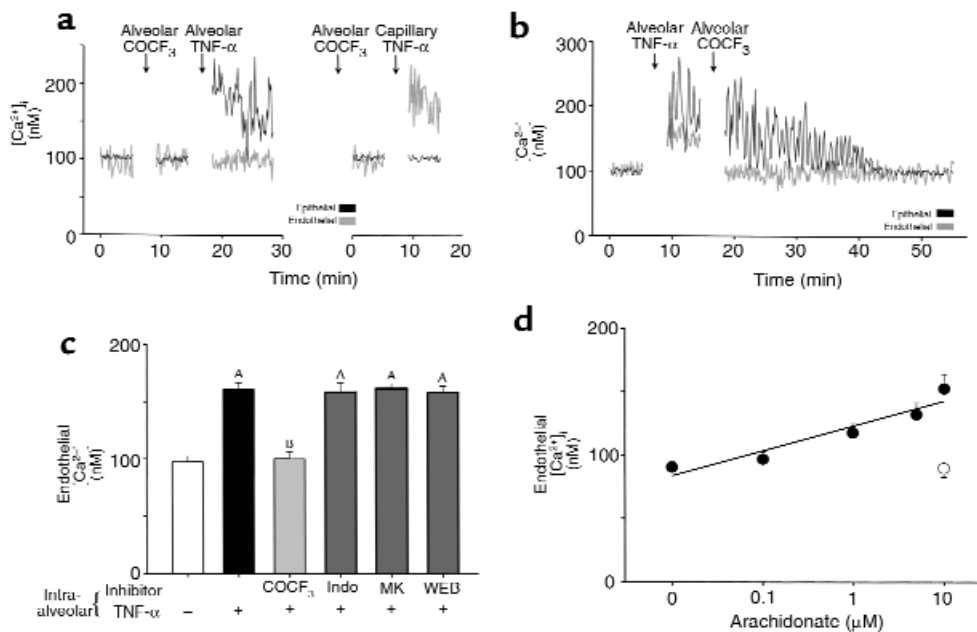 a
Alveolar COCF3
Alveolar TNF-α
Alveolar COCF3
Capillary TNF-α
[Ca2+]i (nM)
200
100
0
Epithelial
Endothelial
0 10 20 30 0 10 20
Time (min)
b
Alveolar TNF-α
Alveolar COCF3
300
200
100
0
(nM)
Epithelial
Endothelial
0 10 20 30 40 50
Time (min)
c
200
100
0
Endothelial
(nM)
A
B
A
A
A
Intra-alveolar { Inhibitor COCF3 Indo MK WEB
TNF-α – + + + + +
d
200
100
0
Endothelial [Ca2+]i (nM)
0 0.1 1 10
Arachidonate (µM)